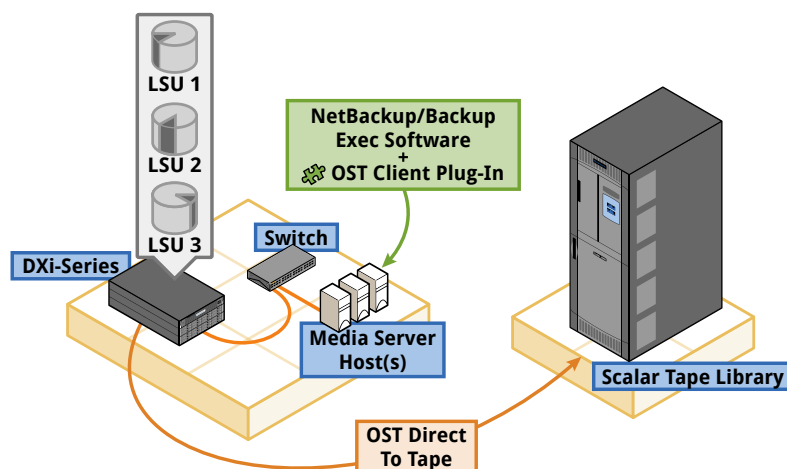 LSU 1
LSU 2
LSU 3
NetBackup/Backup
Exec Software
+
OST Client Plug-In
Switch
DXi-Series
Media Server
Host(s)
Scalar Tape Library
OST Direct
To Tape